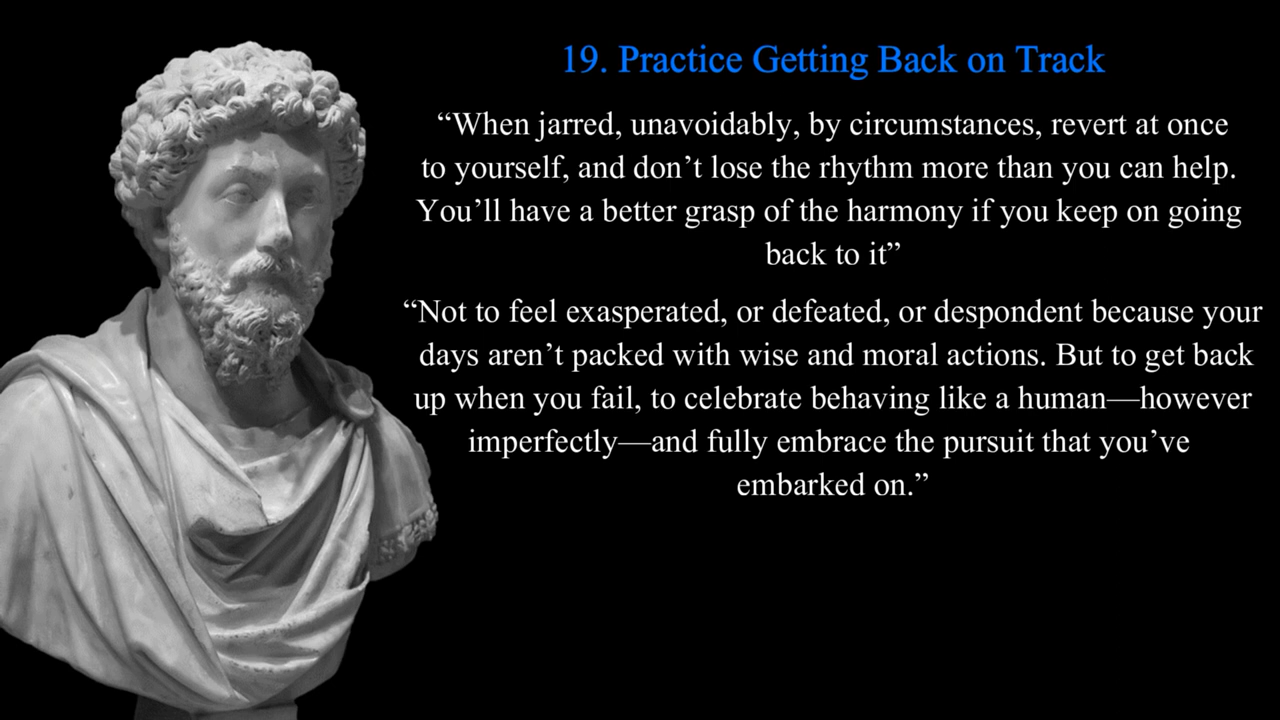 19. Practice Getting Back on Track
“When jarred, unavoidably, by circumstances, revert at once
to yourself, and don’t lose the rhythm more than you can help.
You’ll have a better grasp of the harmony if you keep on going
back to it”
“Not to feel exasperated, or defeated, or despondent because your
days aren’t packed with wise and moral actions. But to get back
up when you fail, to celebrate behaving like a human—however
imperfectly—and fully embrace the pursuit that you’ve
embarked on.”